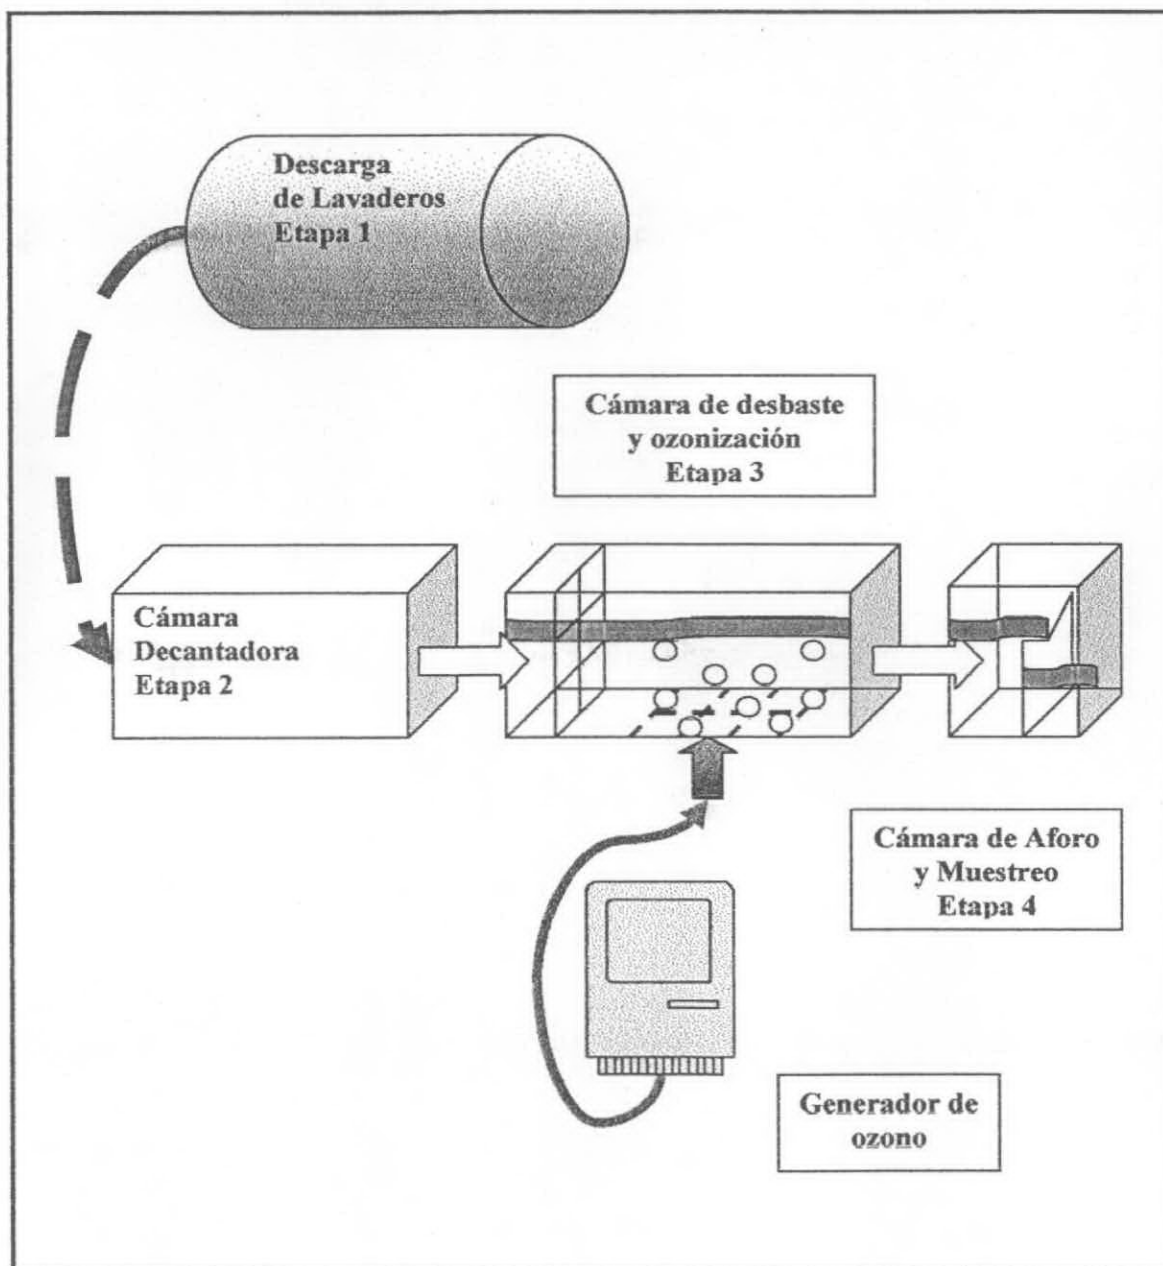 Descarga
de Lavaderos
Etapa 1
Cámara de desbaste
y ozonización
Etapa 3
Cámara
Decantadora
Etapa 2
Cámara de Aforo
y Muestreo
Etapa 4
Generador de
ozono